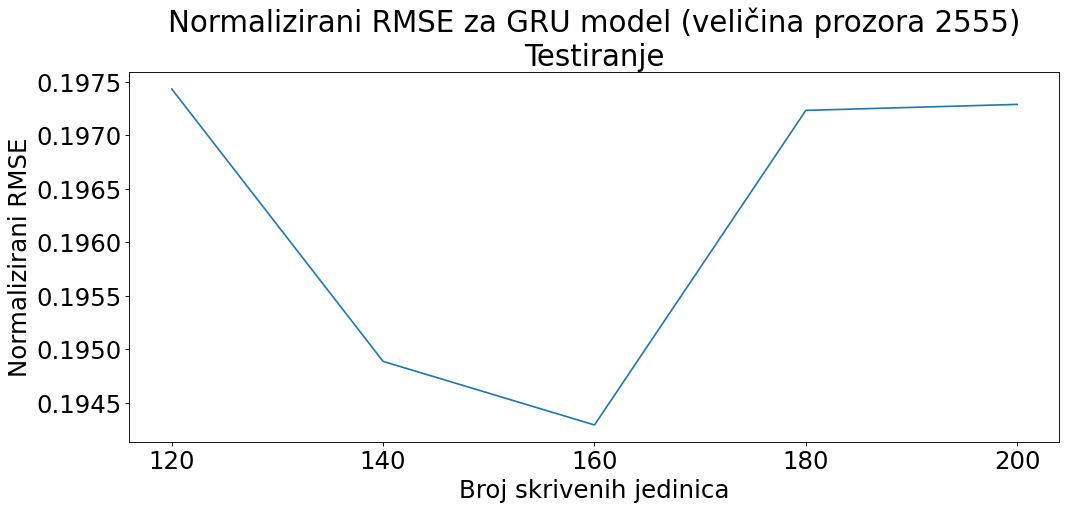 Normalizirani RMSE za GRU model (veličina prozora 2555)
Testiranje
Normalizirani RMSE
0.1975
0.1970
0.1965
0.1960
0.1955
0.1950
0.1945
120 140 160 180 200
Broj skrivenih jedinica